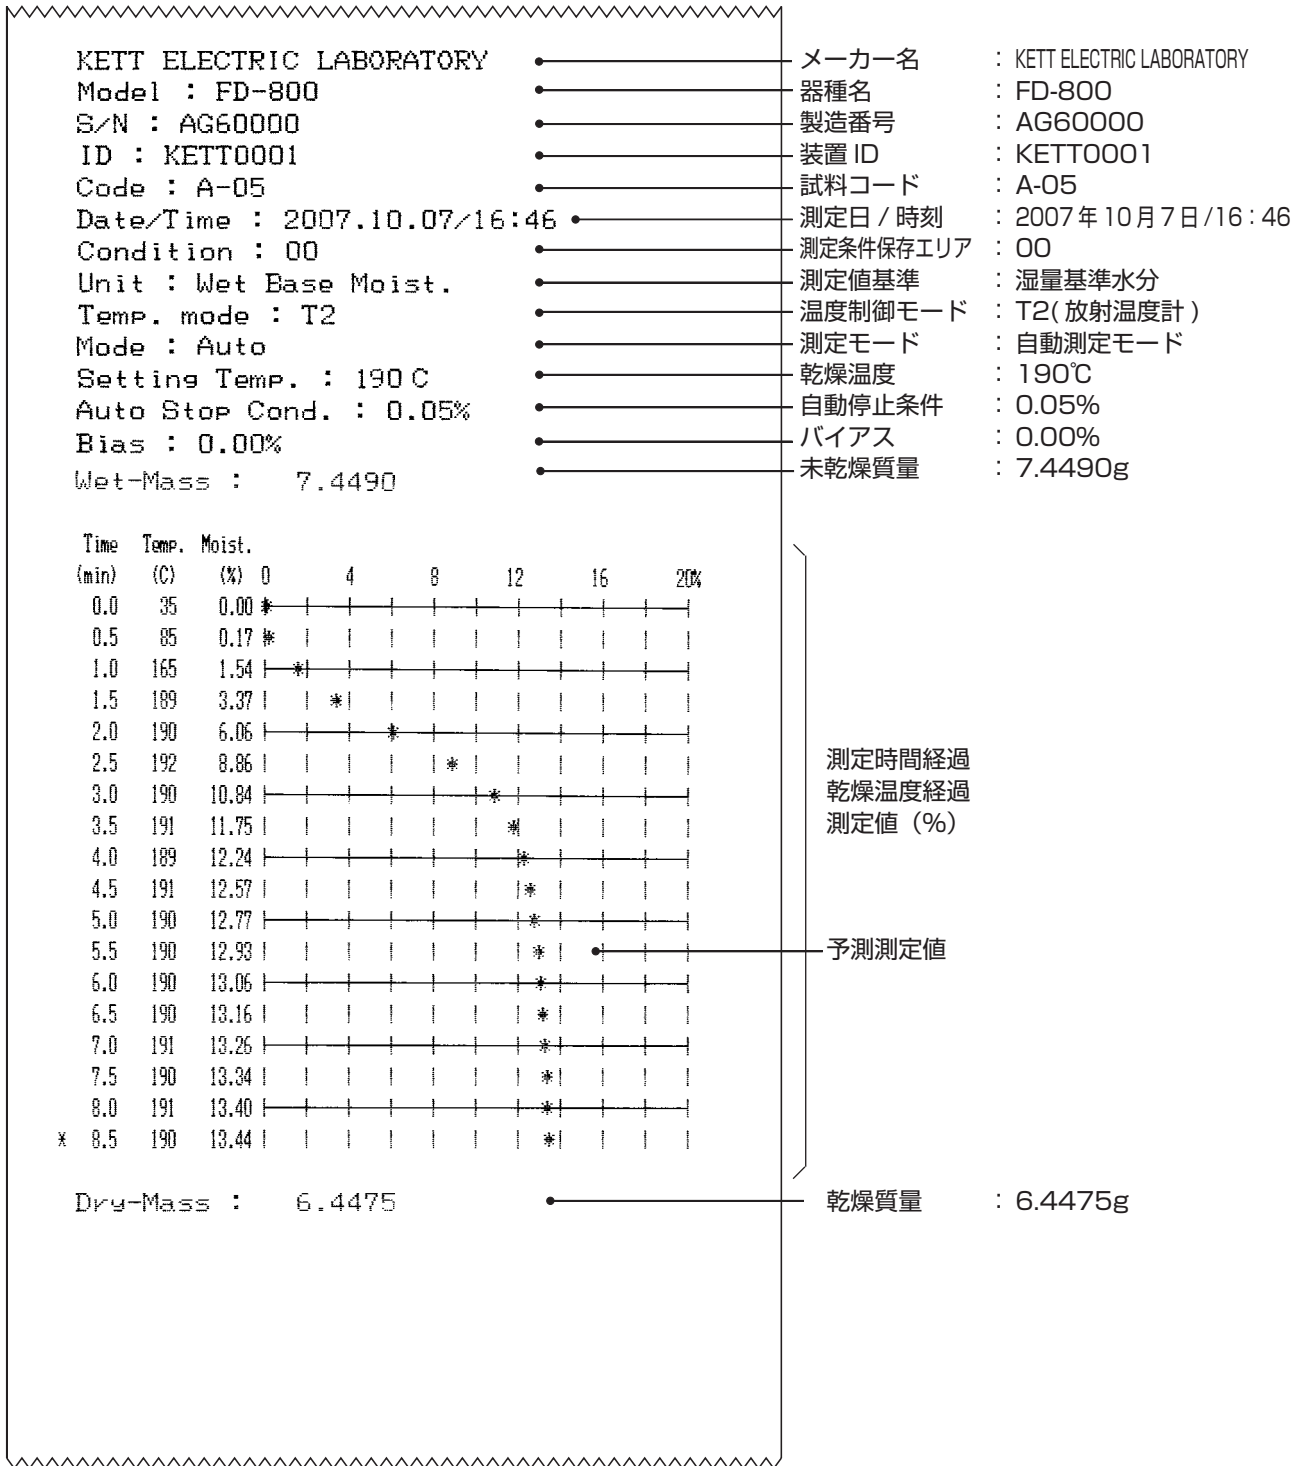 KETT ELECTRIC LABORATORY メーカー名 : KETT ELECTRIC LABORATORY
Model : FD-800 器種名 : FD-800
S/N : AG60000 製造番号 : AG60000
ID : KETT0001 装置 ID : KETT0001
Code : A-05 試料コード : A-05
Date/Time : 2007.10.07/16:46 測定日 / 時刻 : 2007年10月7日/16:46
Condition : 00 測定条件保存エリア : 00
Unit : Wet Base Moist. 測定値基準 : 湿量基準水分
Temp. mode : T2 温度制御モード : T2( 放射温度計 )
Mode : Auto 測定モード : 自動測定モード
Setting Temp. : 190 C 乾燥温度 : 190℃
Auto Stop Cond. : 0.05% 自動停止条件 : 0.05%
Bias : 0.00% バイアス : 0.00%
Wet-Mass : 7.4490 未乾燥質量 : 7.4490g
Time Temp. Moist.
(min) (C) (%) 0 4 8 12 16 20%
0.0 35 0.00
0.5 85 0.17
1.0 165 1.54
1.5 189 3.37
2.0 190 6.06
2.5 192 8.86 測定時間経過
3.0 190 10.84 乾燥温度経過
3.5 191 11.75 測定値(%)
4.0 189 12.24
4.5 191 12.57
5.0 190 12.77
5.5 190 12.93 予測測定値
6.0 190 13.06
6.5 190 13.16
7.0 191 13.26
7.5 190 13.34
8.0 191 13.40
* 8.5 190 13.44
Dry-Mass : 6.4475 乾燥質量 : 6.4475g